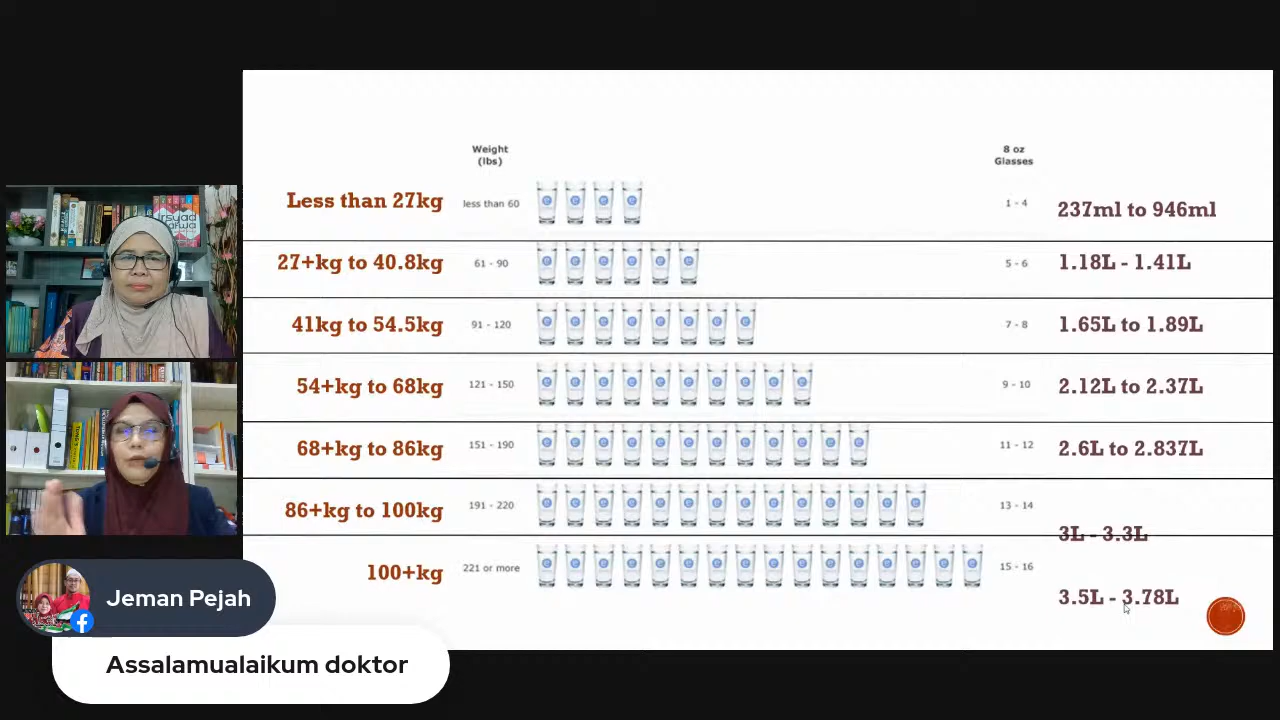 Weight
(lbs)
8 oz
Glasses
Less than 27kg
less than 60
1 - 4
237ml to 946ml
27+kg to 40.8kg
61 - 90
5 - 6
1.18L - 1.41L
41kg to 54.5kg
91 - 120
7 - 8
1.65L to 1.89L
54+kg to 68kg
121 - 150
9 - 10
2.12L to 2.37L
68+kg to 86kg
151 - 190
11 - 12
2.6L to 2.837L
86+kg to 100kg
191 - 220
13 - 14
3L - 3.3L
100+kg
221 or more
15 - 16
3.5L - 3.78L
Jeman Pejah
Assalamualaikum doktor